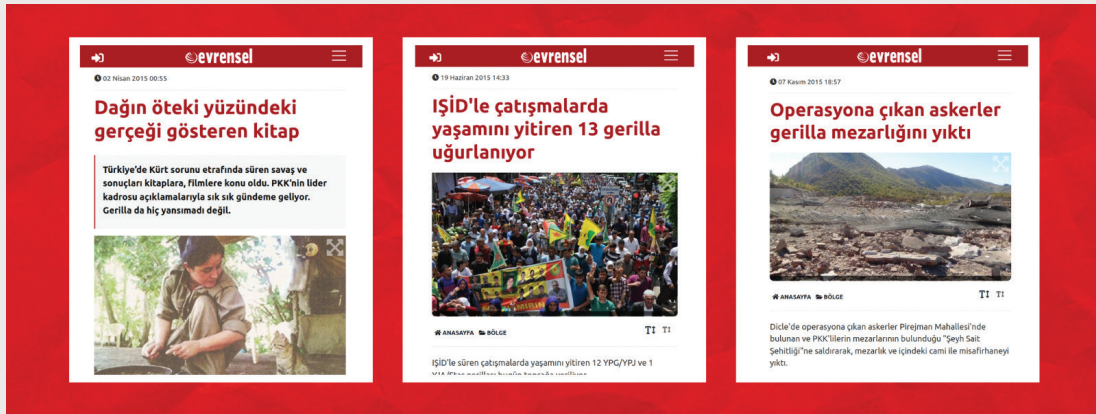 evrensel
02 Nisan 2015 00:55
Dağın öteki yüzündeki
gerçeği gösteren kitap
Türkiye'de Kürt sorunu etrafında süren savaş ve
sonuçları kitaplara, filmlere konu oldu. PKK'nin lider
kadrosu açıklamalarıyla sık sık gündeme geliyor.
Gerilla da hiç yansımadı değil.
evrensel
19 Haziran 2015 14:33
IŞİD'le çatışmalarda
yaşamını yitiren 13 gerilla
uğurlanıyor
ANASAYFA BÖLGE
IŞİD'le süren çatışmalarda yaşamını yitiren 12 YPG/YPJ ve 1
evrensel
07 Kasım 2015 18:57
Operasyona çıkan askerler
gerilla mezarlığını yıktı
ANASAYFA BÖLGE
Dicle'de operasyona çıkan askerler Pirejman Mahallesi'nde
bulunan ve PKK'lilerin mezarlarının bulunduğu "Şeyh Sait
Şehitliği"ne saldırarak, mezarlık ve içindeki cami ile misafirhaneyi
yıktı.